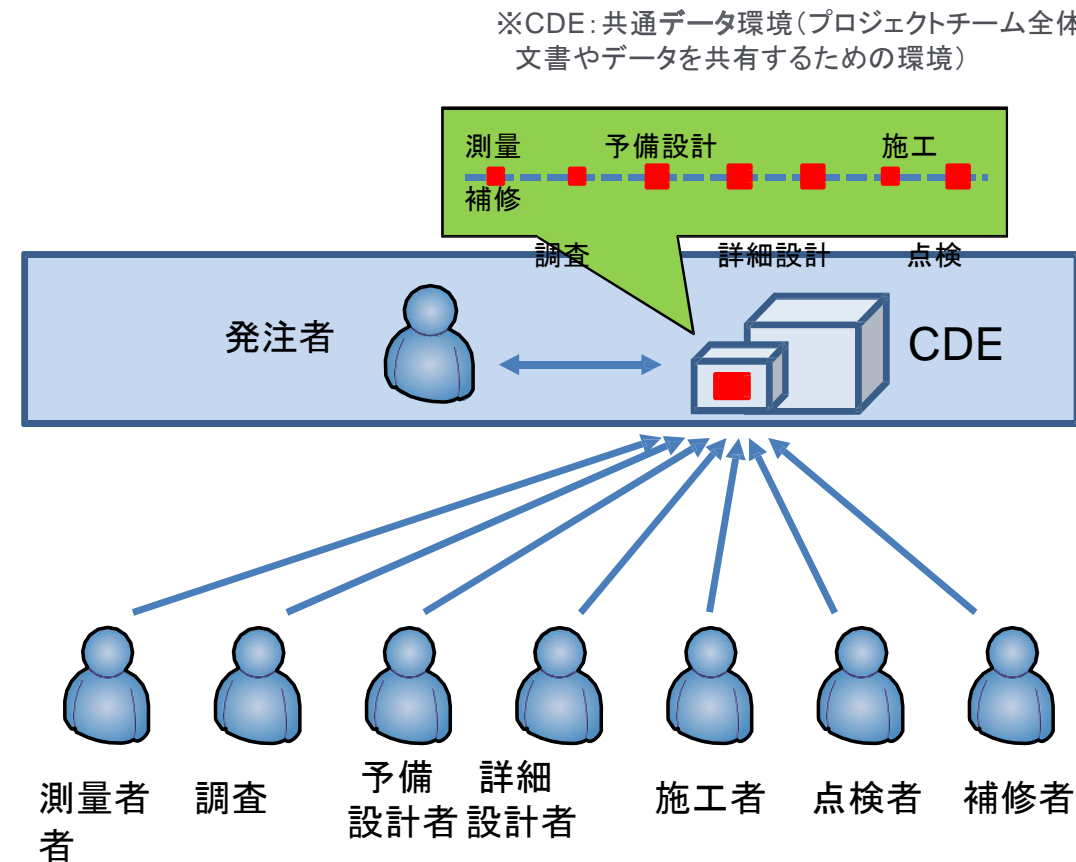 ※CDE：共通データ環境（プロジェクトチーム全体
文書やデータを共有するための環境）
測量 予備設計 施工
補修
調査 詳細設計 点検
発注者
CDE
予備 詳細
測量者 調査 設計者 設計者 施工者 点検者 補修者
者